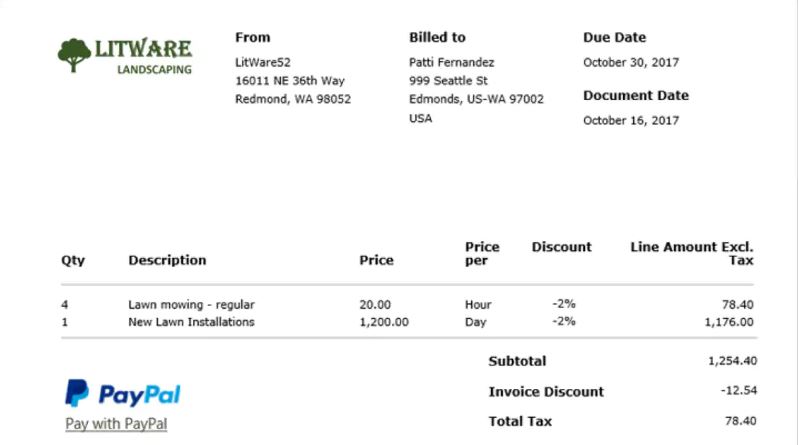 LITWARE
LANDSCAPING
From
LitWare52
16011 NE 36th Way
Redmond, WA 98052
Billed to
Patti Fernandez
999 Seattle St
Edmonds, US-WA 97002
USA
Due Date
October 30, 2017
Document Date
October 16, 2017
Qty Description Price Price per Discount Line Amount Excl. Tax
4 Lawn mowing - regular 20.00 Hour -2% 78.40
1 New Lawn Installations 1,200.00 Day -2% 1,176.00
Subtotal 1,254.40
Invoice Discount -12.54
Total Tax 78.40
PayPal
Pay with PayPal